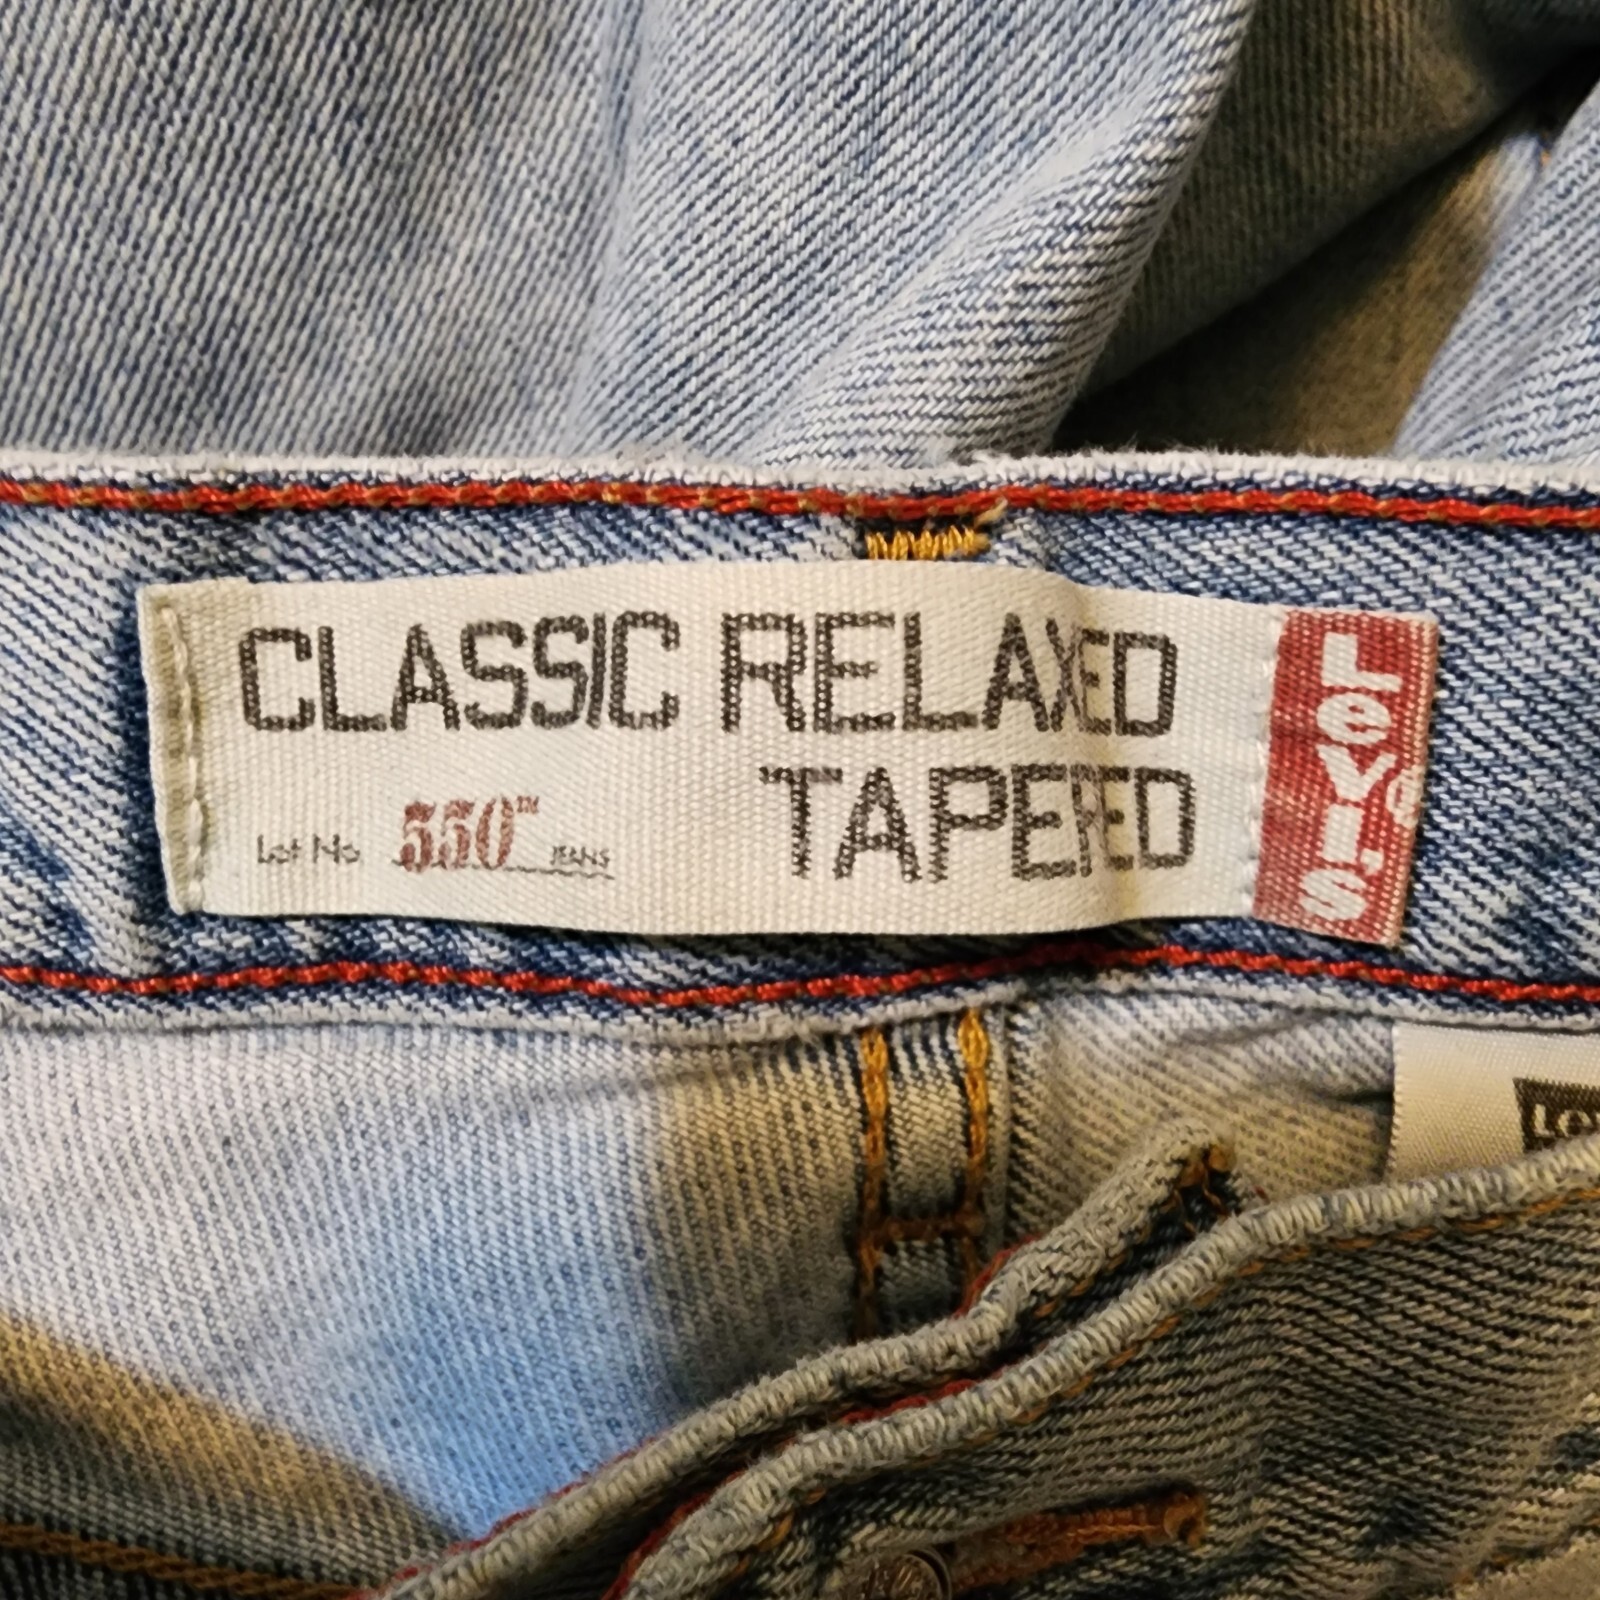 CLASSIC RELAXED
TAPERED
Lot No 550™ JEANS
Levi's®